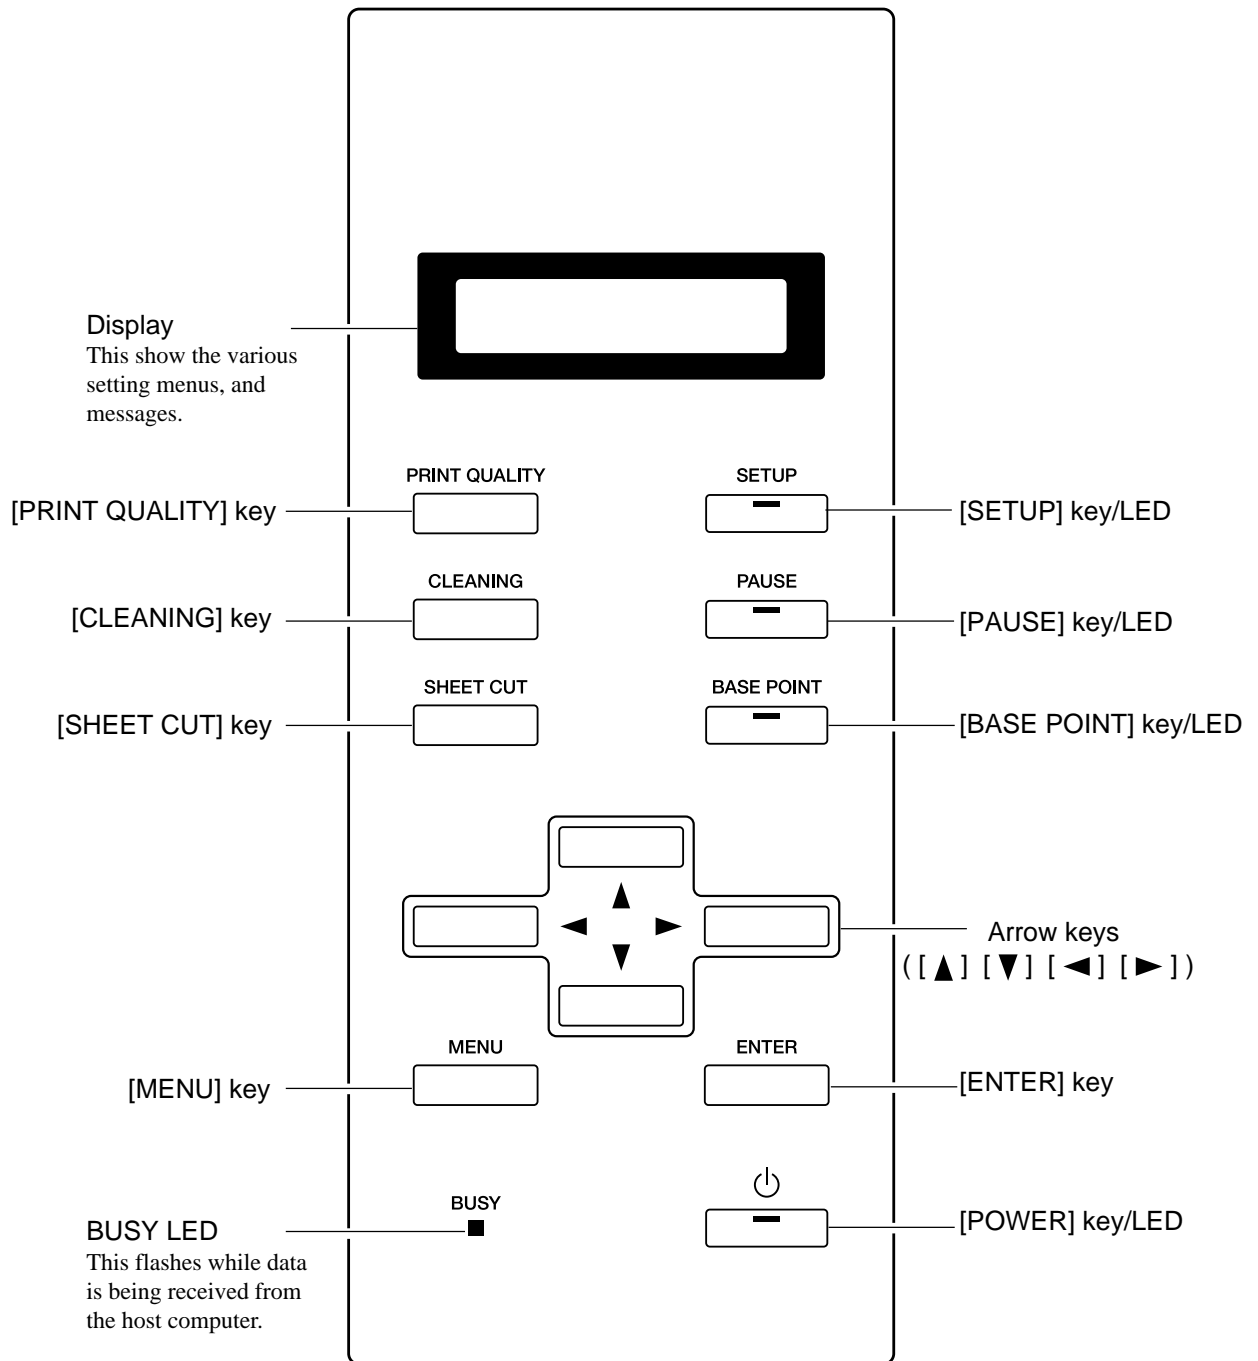 Display
This show the various
setting menus, and
messages.
PRINT QUALITY
SETUP
[PRINT QUALITY] key
[SETUP] key/LED
CLEANING
PAUSE
[CLEANING] key
[PAUSE] key/LED
SHEET CUT
BASE POINT
[SHEET CUT] key
[BASE POINT] key/LED
Arrow keys
([▲] [▼] [◄] [►])
MENU
ENTER
[MENU] key
[ENTER] key
BUSY
BUSY LED
This flashes while data
is being received from
the host computer.
[POWER] key/LED